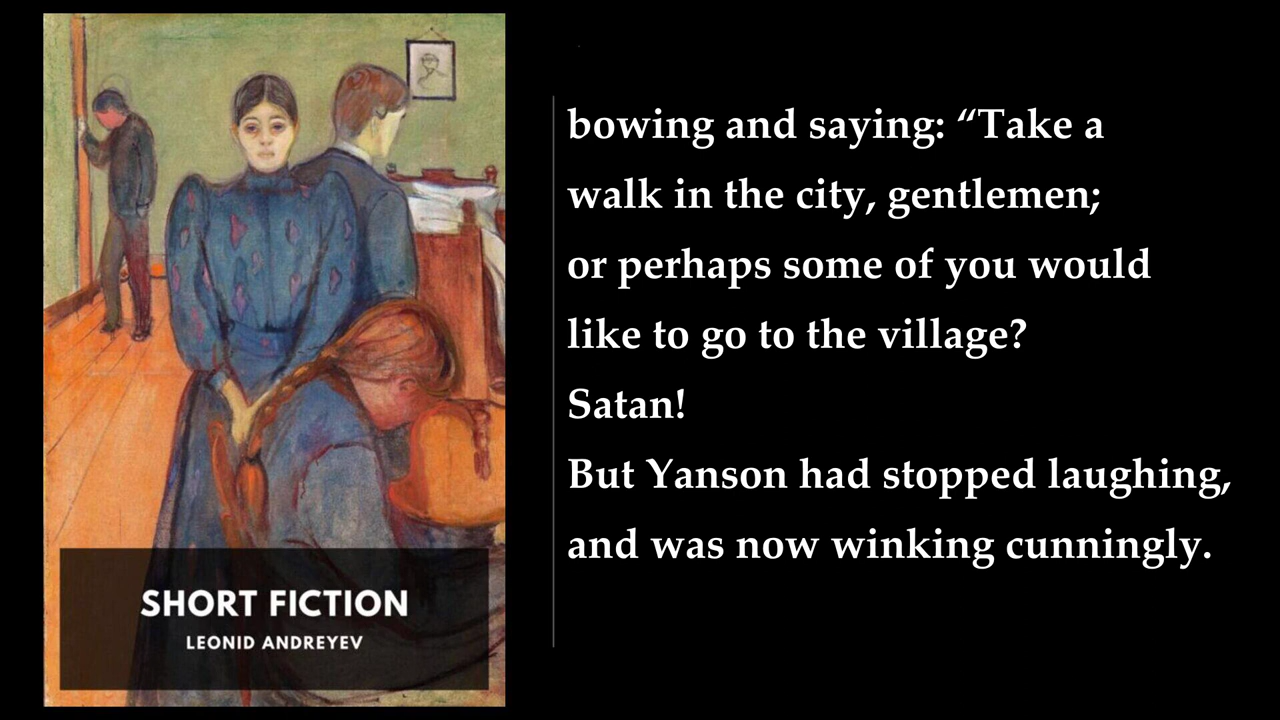 SHORT FICTION
LEONID ANDREYEV
bowing and saying: “Take a
walk in the city, gentlemen;
or perhaps some of you would
like to go to the village?
Satan!
But Yanson had stopped laughing,
and was now winking cunningly.